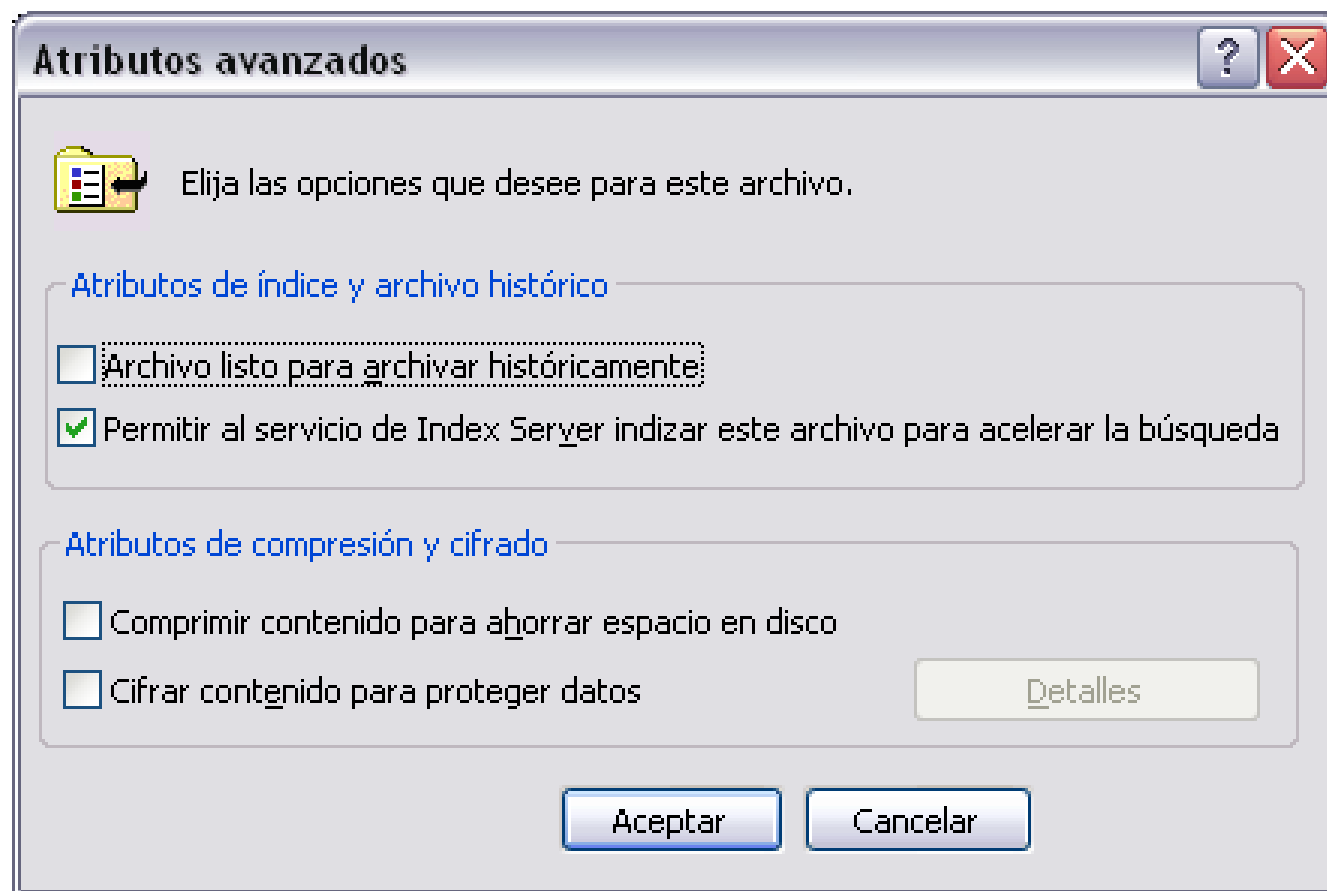 Atributos avanzados
Elija las opciones que desee para este archivo.
Atributos de índice y archivo histórico
Archivo listo para archivar históricamente
Permitir al servicio de Index Server indizar este archivo para acelerar la búsqueda
Atributos de compresión y cifrado
Comprimir contenido para ahorrar espacio en disco
Cifrar contenido para proteger datos
Detalles
Aceptar
Cancelar